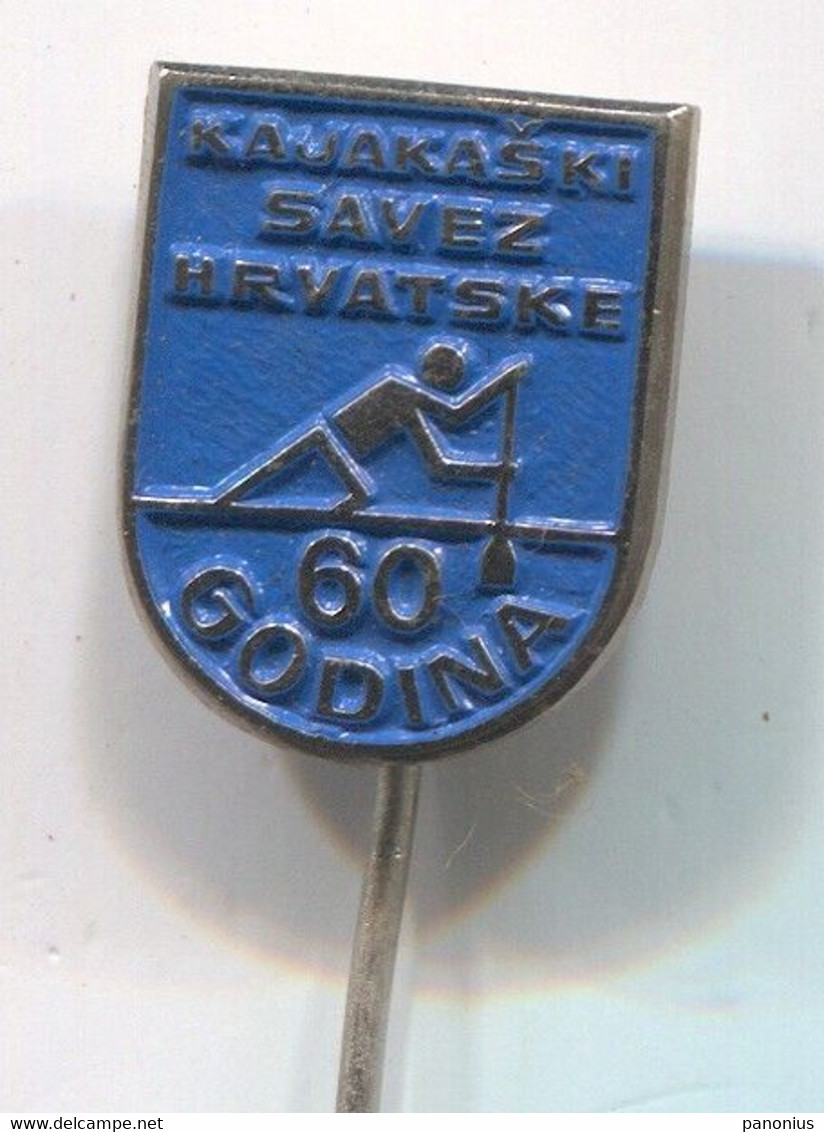 KAJAKAŠKI
SAVEZ
HRVATSKE
60
GODINA
www.delcampe.net
panonius